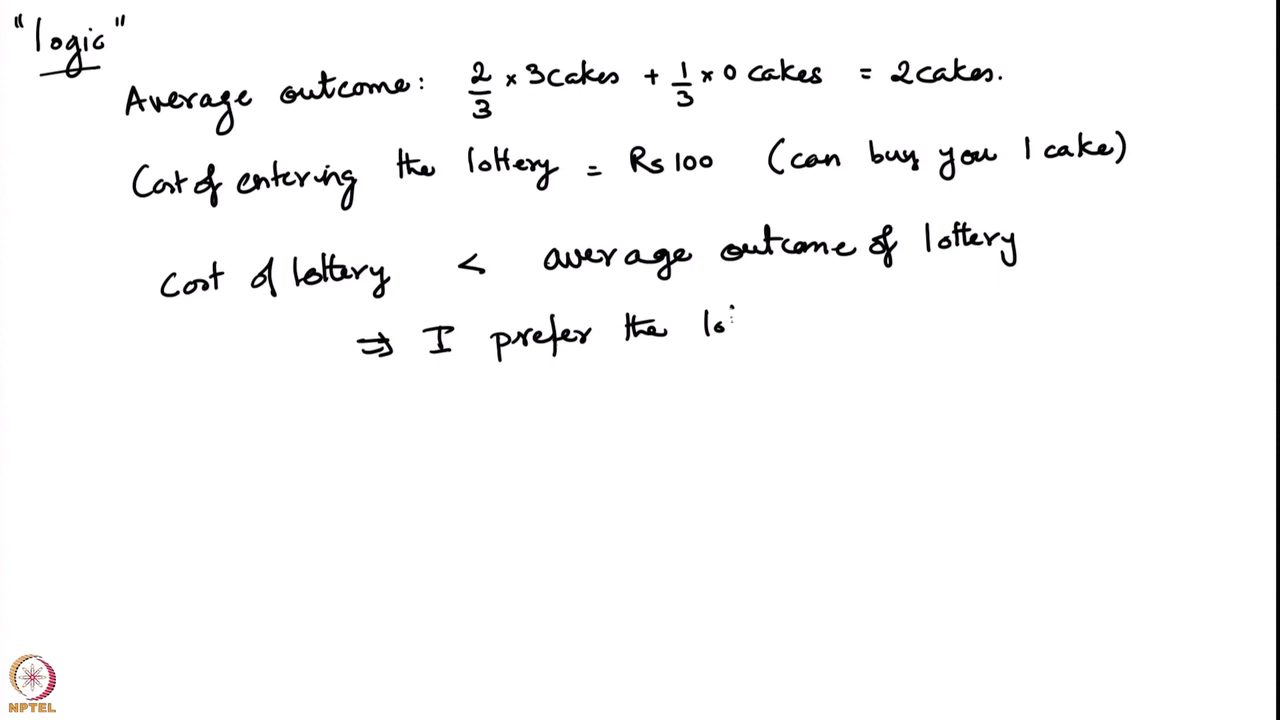 "logic"
Average outcome: 2/3 × 3 cakes + 1/3 × 0 cakes = 2 cakes.
Cost of entering the lottery = Rs 100 (can buy you 1 cake)
Cost of lottery < average outcome of lottery
⇒ I prefer the lo
NPTEL